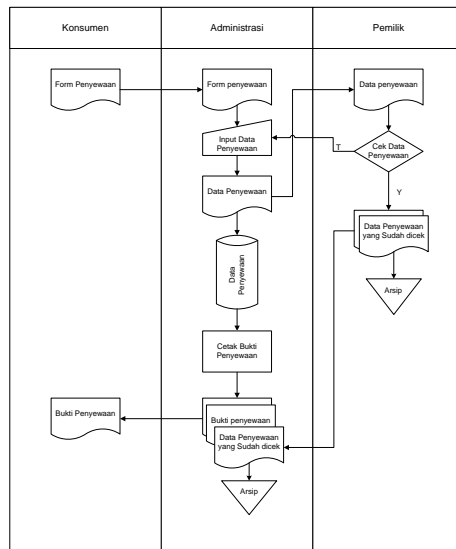 Konsumen
Administrasi
Pemilik
Form Penyewaan
Form penyewaan
Data penyewaan
Input Data
Penyewaan
T
Cek Data
Penyewaan
Data Penyewaan
Y
Data Penyewaan
yang Sudah dicek
Data
Penyewaan
Arsip
Cetak Bukti
Penyewaan
Bukti Penyewaan
Bukti penyewaan
Data Penyewaan
yang Sudah dicek
Arsip